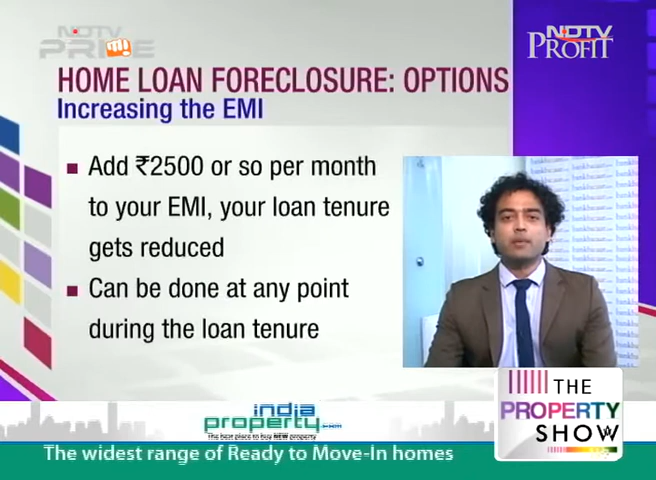 NDTV
PRIME
NDTV
PROFIT
HOME LOAN FORECLOSURE: OPTIONS
Increasing the EMI
Add ₹2500 or so per month
to your EMI, your loan tenure
gets reduced
Can be done at any point
during the loan tenure
THE
PROPERTY
SHOW
india
property.com
The best place to buy NEW property
The widest range of Ready to Move-In homes